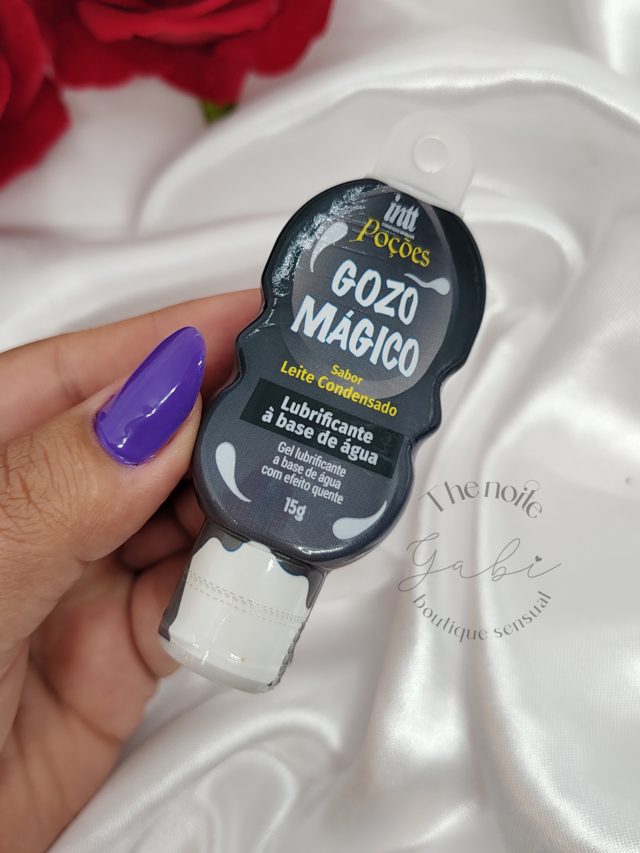 intt
Poções
GOZO
MÁGICO
Sabor
Leite Condensado
Lubrificante
à base de água
Gel lubrificante
a base de água
com efeito quente
15g
The noite
Gabi
boutique sensual